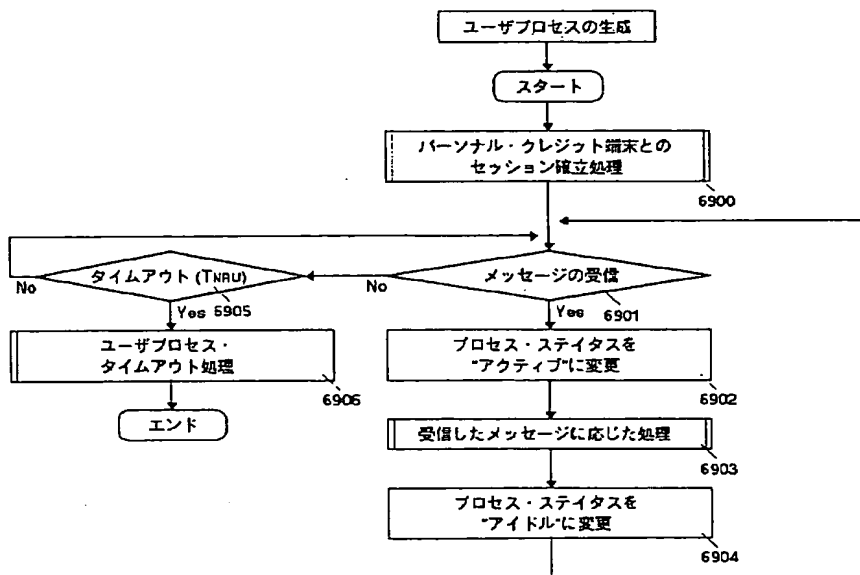 ユーザプロセスの生成
スタート
パーソナル・クレジット端末との
セッション確立処理
6900
タイムアウト(TNRU)
No
メッセージの受信
No
6905
6901
Yes
Yes
ユーザプロセス・
タイムアウト処理
6906
プロセス・ステイタスを
"アクティブ"に変更
6902
エンド
受信したメッセージに応じた処理
6903
プロセス・ステイタスを
"アイドル"に変更
6904